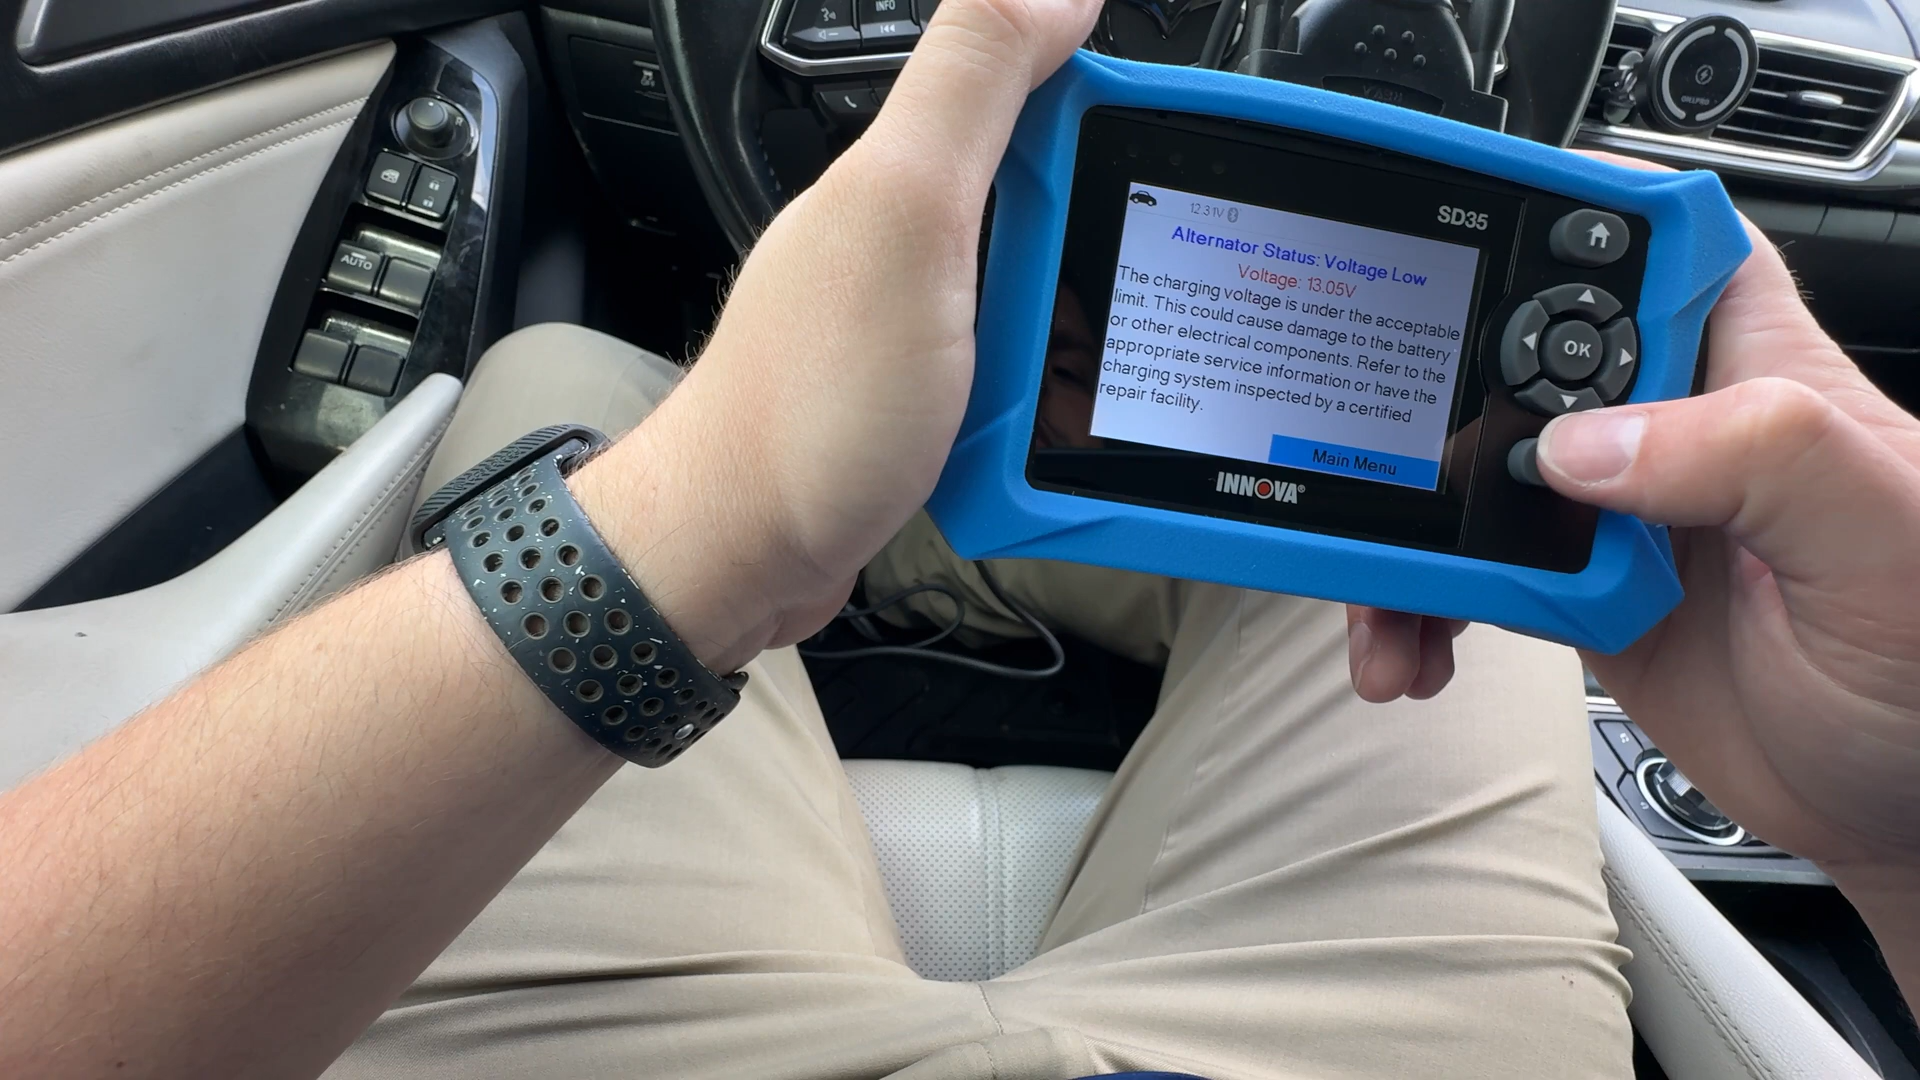 INFO
AUTO
R
12.31V
SD35
Alternator Status: Voltage Low
Voltage: 13.05V
The charging voltage is under the acceptable
limit. This could cause damage to the battery
or other electrical components. Refer to the
appropriate service information or have the
charging system inspected by a certified
repair facility.
Main Menu
OK
INNOVA®